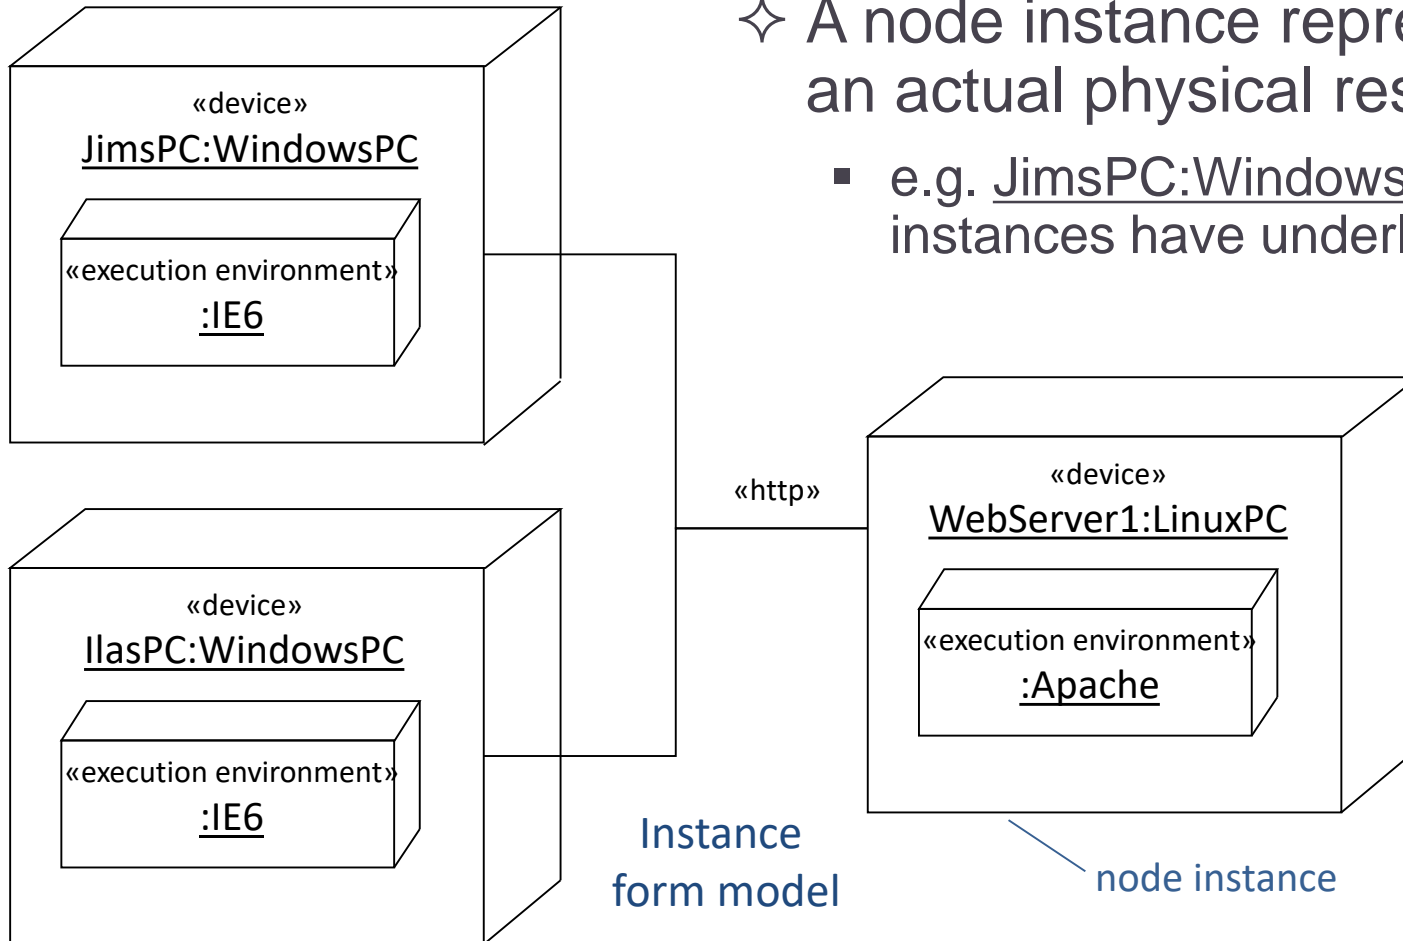 ✧ A node instance repre
an actual physical res
▪ e.g. JimsPC:Windows
instances have underl
«device»
JimsPC:WindowsPC
«execution environment»
:IE6
«http»
«device»
WebServer1:LinuxPC
«execution environment»
:Apache
«device»
IlasPC:WindowsPC
«execution environment»
:IE6
Instance
form model
node instance